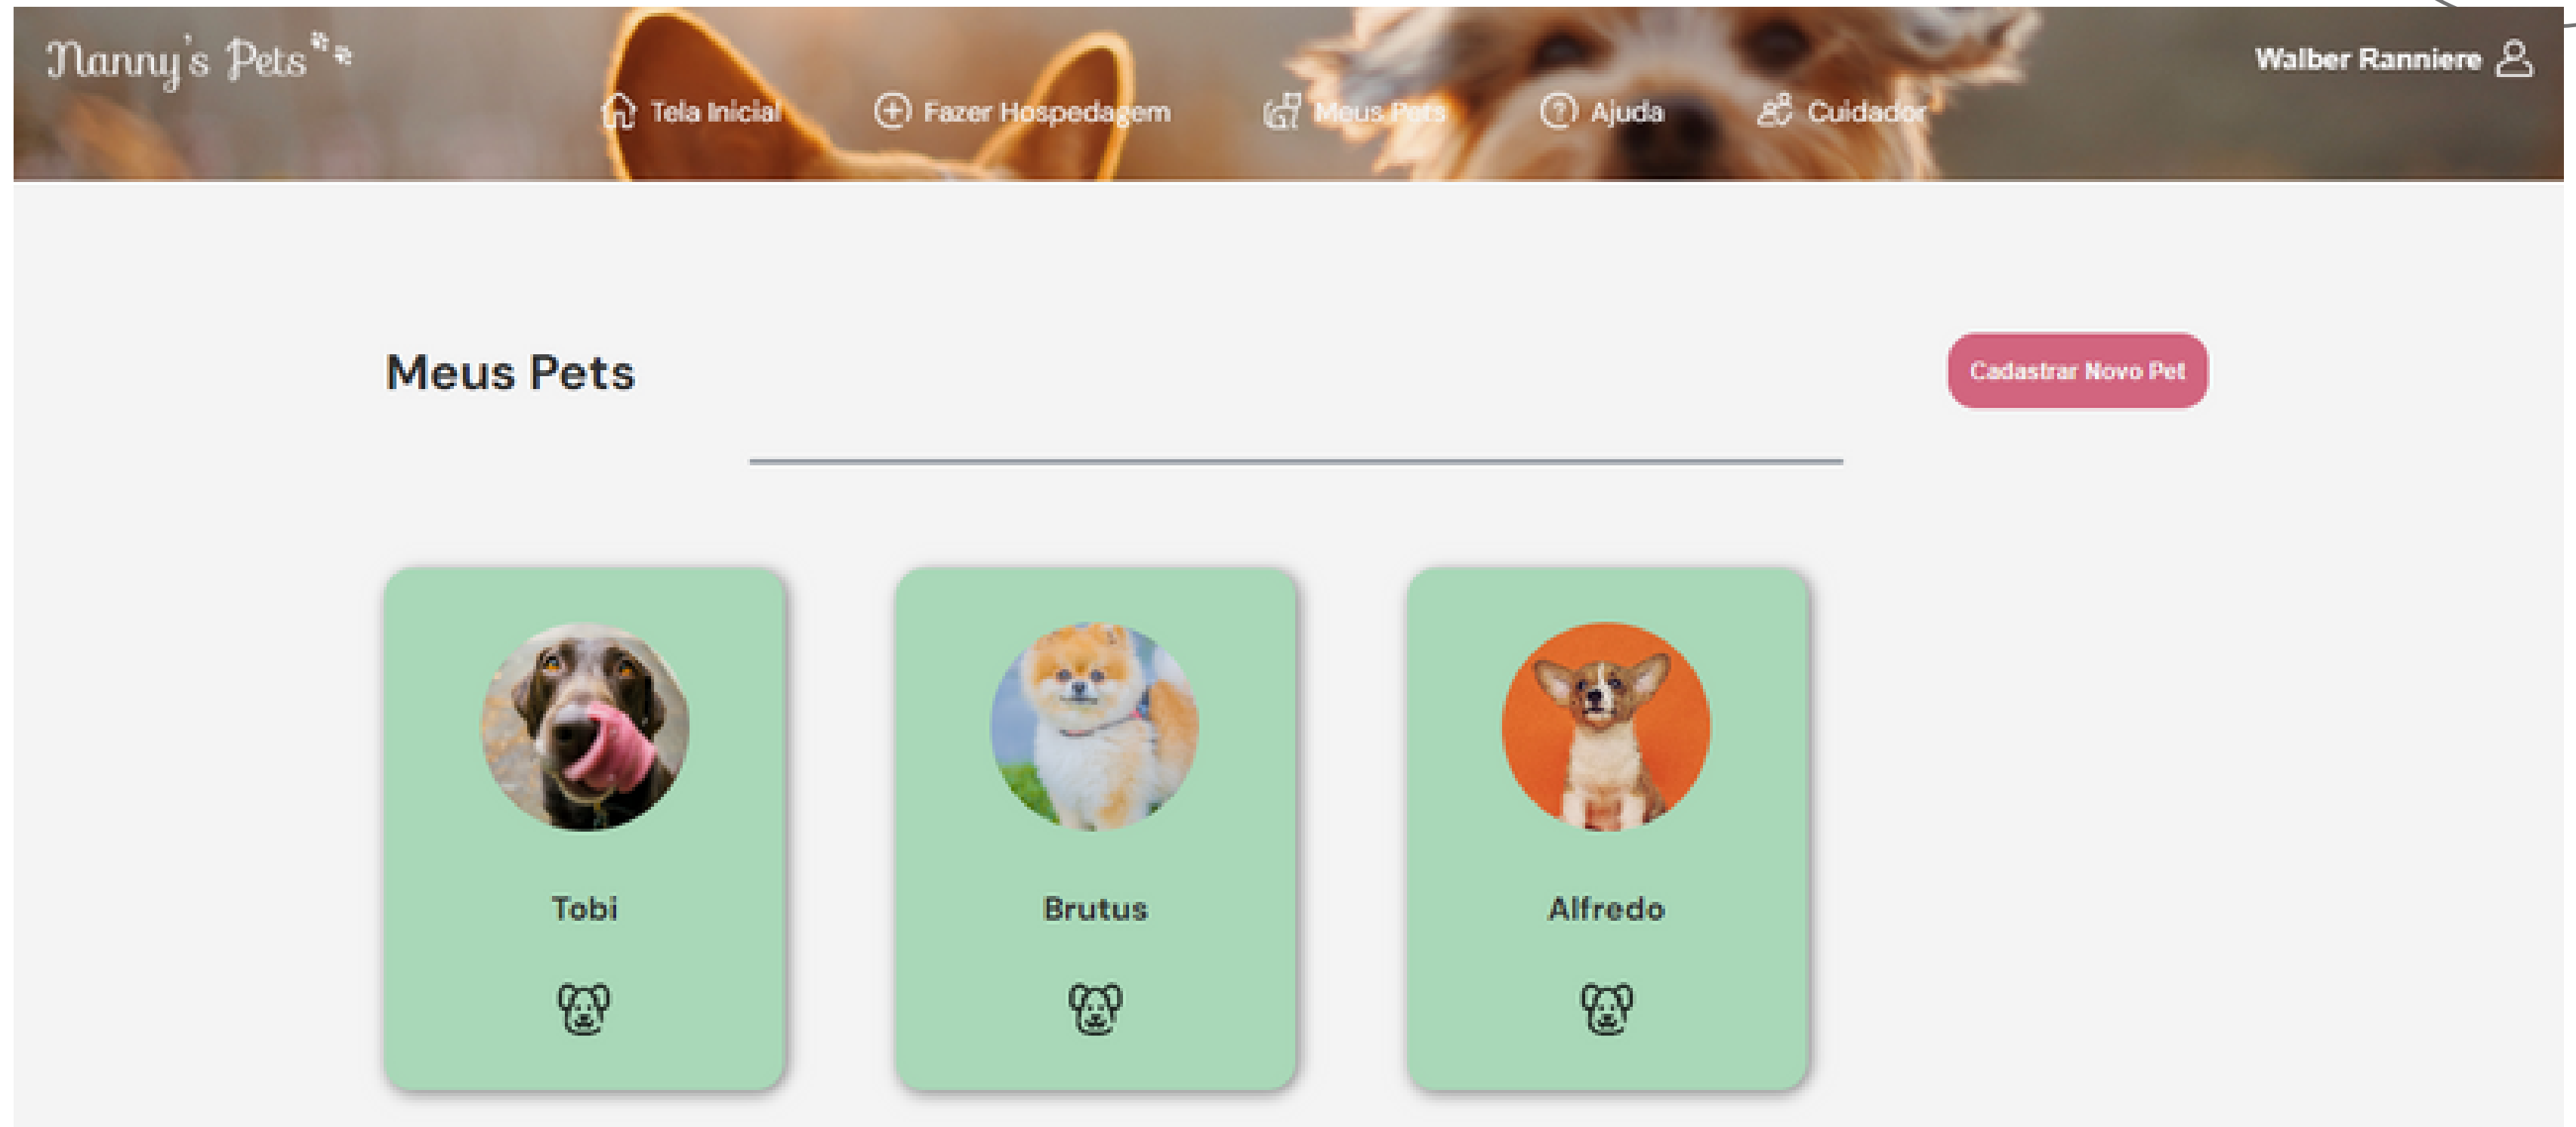 Nanny's Pets
Walber Ranniere
Tela Inicial
Fazer Hospedagem
Meus Pets
Ajuda
Cuidador
Meus Pets
Cadastrar Novo Pet
Tobi
Brutus
Alfredo